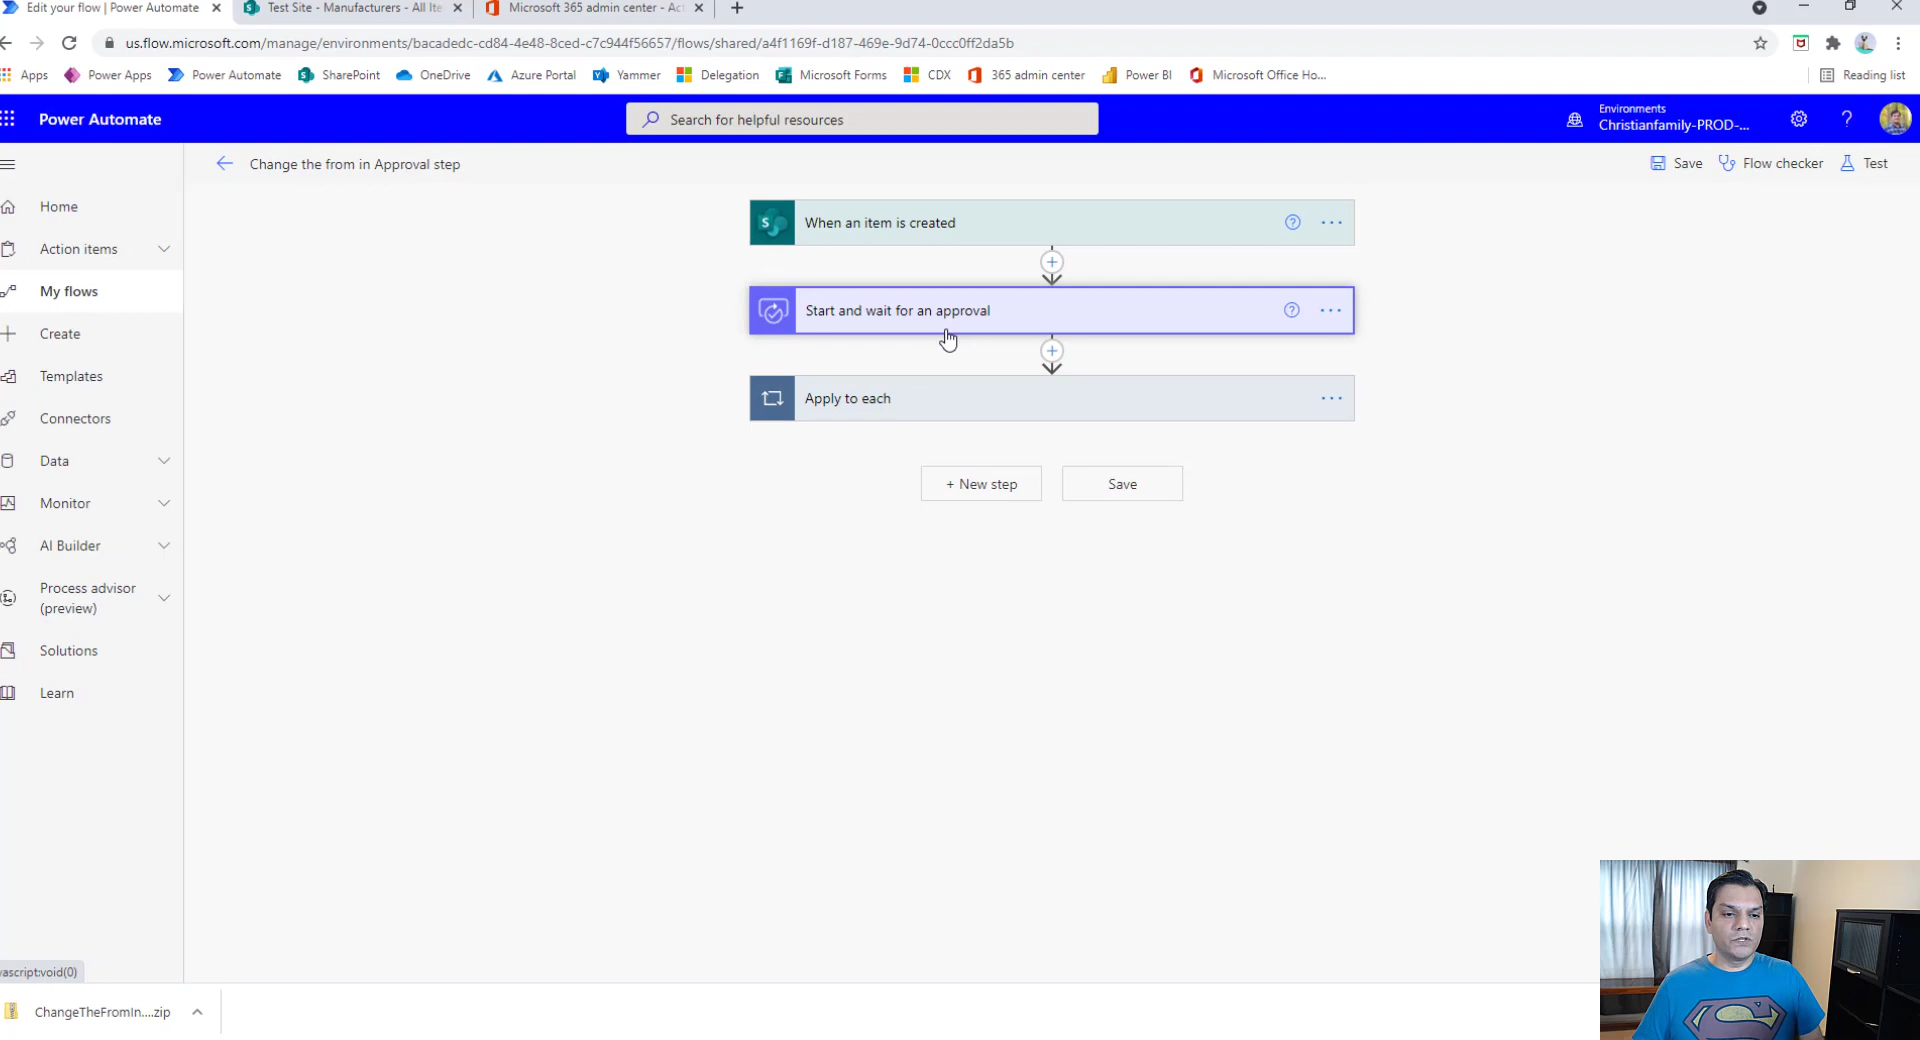 Edit your flow | Power Automate
Test Site - Manufacturers - All Ite
Microsoft 365 admin center - Act
us.flow.microsoft.com/manage/environments/bacadedc-cd84-4e48-8ced-c7c944f56657/flows/shared/a4f1169f-d187-469e-9d74-0ccc0ff2da5b
Apps
Power Apps
Power Automate
SharePoint
OneDrive
Azure Portal
Yammer
Delegation
Microsoft Forms
CDX
365 admin center
Power BI
Microsoft Office Ho...
Reading list
Power Automate
Search for helpful resources
Environments
Christianfamily-PROD-...
Change the from in Approval step
Save
Flow checker
Test
Home
Action items
My flows
Create
Templates
Connectors
Data
Monitor
AI Builder
Process advisor
(preview)
Solutions
Learn
When an item is created
Start and wait for an approval
Apply to each
+ New step
Save
vascript:void(0)
ChangeTheFromIn....zip